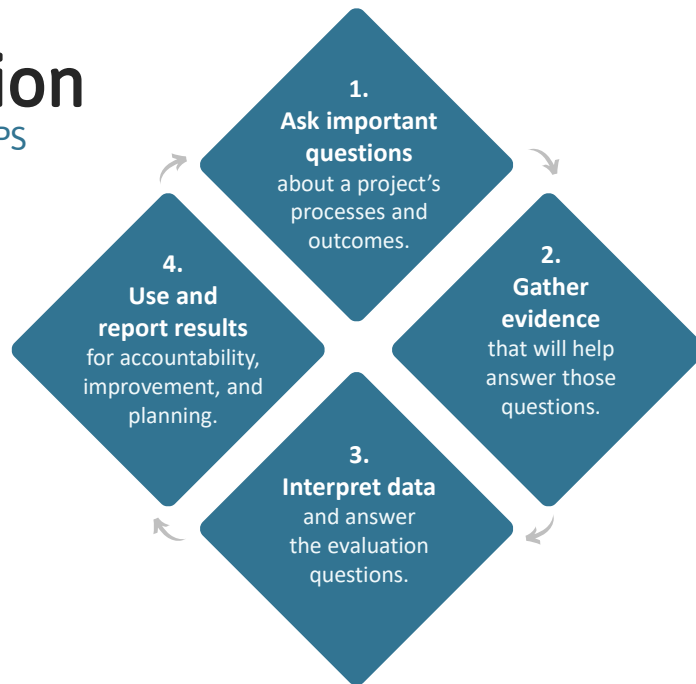 ion
PS
1.
Ask important
questions
about a project's
processes and
outcomes.
2.
Gather
evidence
that will help
answer those
questions.
3.
Interpret data
and answer
the evaluation
questions.
4.
Use and
report results
for accountability,
improvement, and
planning.